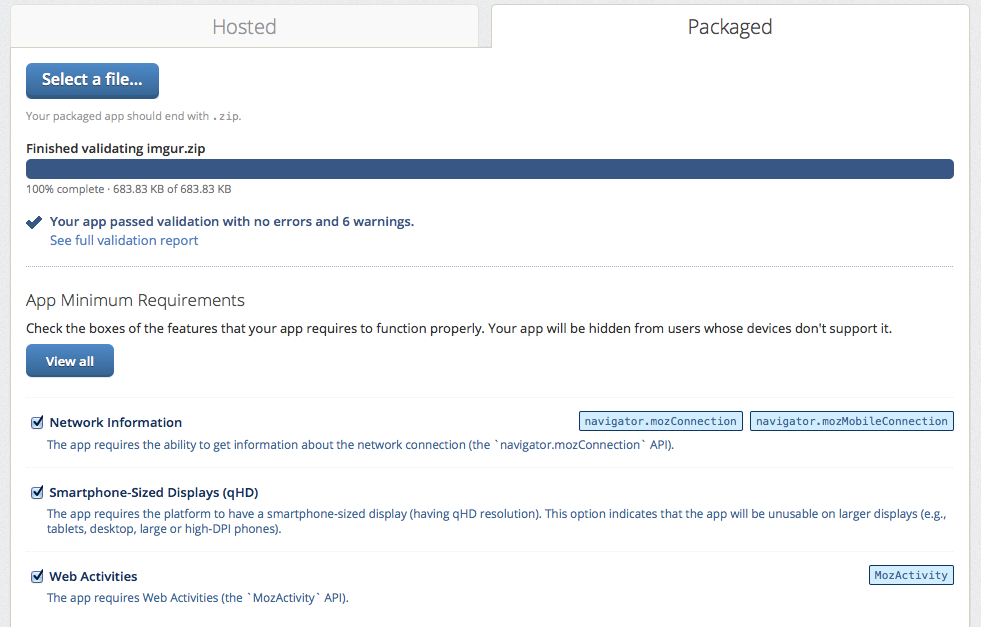 Hosted
Packaged
Select a file...
Your packaged app should end with .zip.
Finished validating imgur.zip
100% complete · 683.83 KB of 683.83 KB
Your app passed validation with no errors and 6 warnings.
See full validation report
App Minimum Requirements
Check the boxes of the features that your app requires to function properly. Your app will be hidden from users whose devices don't support it.
View all
Network Information
navigator.mozConnection
navigator.mozMobileConnection
The app requires the ability to get information about the network connection (the `navigator.mozConnection` API).
Smartphone-Sized Displays (qHD)
The app requires the platform to have a smartphone-sized display (having qHD resolution). This option indicates that the app will be unusable on larger displays (e.g.,
tablets, desktop, large or high-DPI phones).
Web Activities
MozActivity
The app requires Web Activities (the `MozActivity` API).